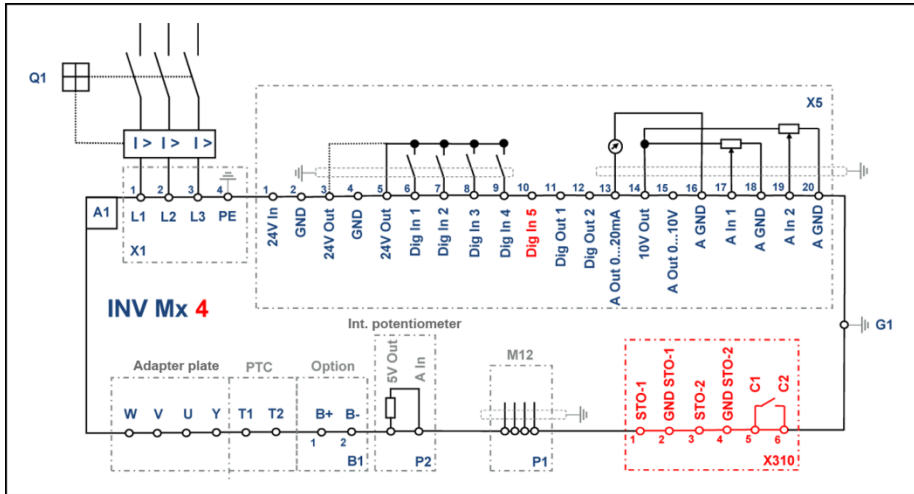 Q1
I > I > I >
X5
1 2 3 4
1 2 3 4 5 6 7 8 9 10 11 12 13 14 15 16 17 18 19 20
A1
L1 L2 L3 PE
X1
24V In
GND
24V Out
GND
24V Out
Dig In 1
Dig In 2
Dig In 3
Dig In 4
Dig In 5
Dig Out 1
Dig Out 2
A Out 0...20mA
10V Out
A Out 0...10V
A GND
A In 1
A GND
A In 2
A GND
INV Mx 4
G1
Int. potentiometer
Adapter plate
PTC
Option
5V Out
A In
M12
STO-1
GND STO-1
STO-2
GND STO-2
C1
C2
W V U Y T1 T2 B+ B-
1 2
1 2 3 4 5 6
B1
P2
P1
X310